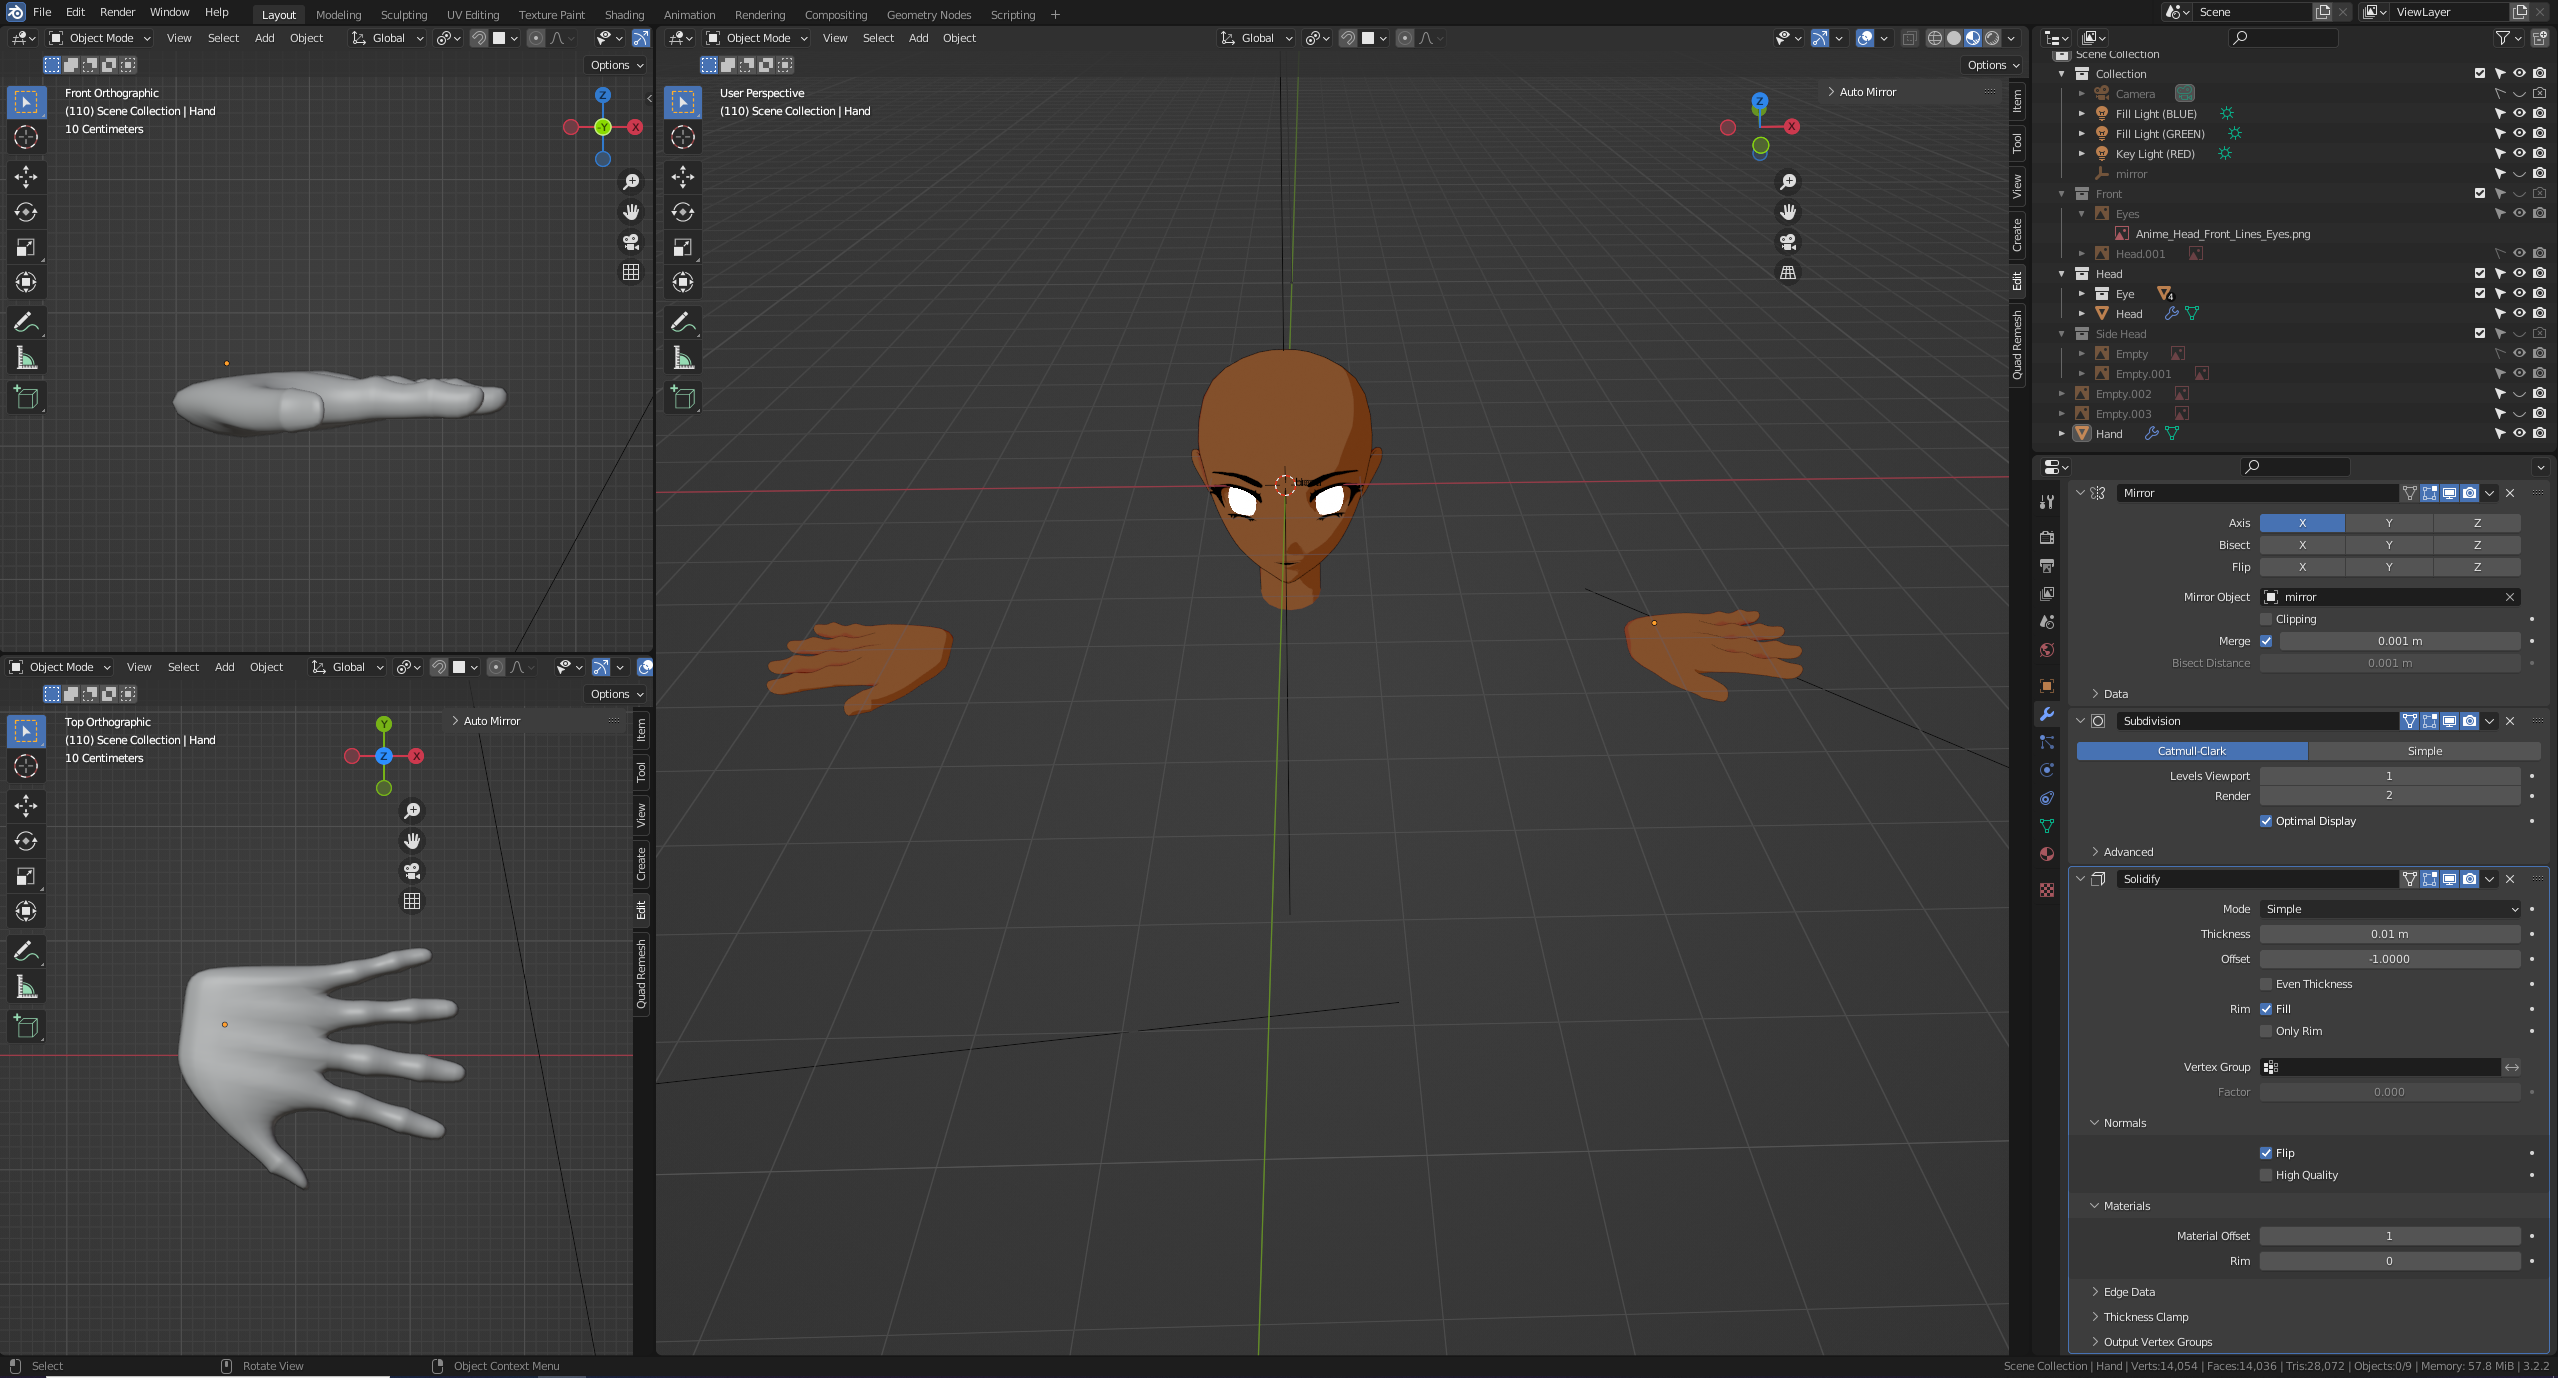 File Edit Render Window Help Layout Modeling Sculpting UV Editing Texture Paint Shading Animation Rendering Compositing Geometry Nodes Scripting + Scene ViewLayer
Object Mode View Select Add Object Global
Options
Front Orthographic
(110) Scene Collection | Hand
10 Centimeters
Z
-Y
X
Object Mode View Select Add Object Global
Options
Top Orthographic
(110) Scene Collection | Hand
10 Centimeters
Auto Mirror
Y
Z
X
Item
Tool
View
Create
Edit
Quad Remesh
Object Mode View Select Add Object Global
Options
User Perspective
(110) Scene Collection | Hand
Auto Mirror
Z
X
Item
Tool
View
Create
Edit
Quad Remesh
Scene Collection
Collection
Camera
Fill Light (BLUE)
Fill Light (GREEN)
Key Light (RED)
mirror
Front
Eyes
Anime_Head_Front_Lines_Eyes.png
Head.001
Head
Eye 4
Head
Side Head
Empty
Empty.001
Empty.002
Empty.003
Hand
Mirror
Axis X Y Z
Bisect X Y Z
Flip X Y Z
Mirror Object mirror
Clipping
Merge 0.001 m
Bisect Distance 0.001 m
Data
Subdivision
Catmull-Clark Simple
Levels Viewport 1
Render 2
Optimal Display
Advanced
Solidify
Mode Simple
Thickness 0.01 m
Offset -1.0000
Even Thickness
Rim Fill
Only Rim
Vertex Group
Factor 0.000
Normals
Flip
High Quality
Materials
Material Offset 1
Rim 0
Edge Data
Thickness Clamp
Output Vertex Groups
Select Rotate View Object Context Menu Scene Collection | Hand | Verts:14,054 | Faces:14,036 | Tris:28,072 | Objects:0/9 | Memory: 57.8 MiB | 3.2.2